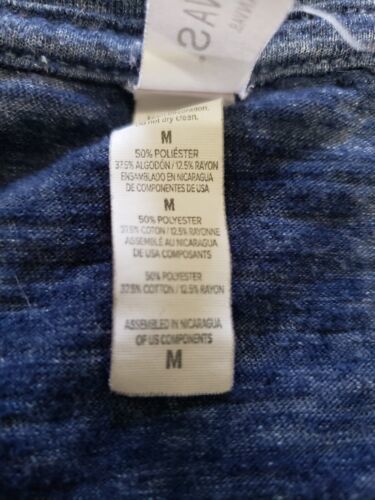 VAS.
not dry clean.
M
50% POLIÉSTER
37.5% ALGODÓN / 12.5% RAYON
ENSAMBLADO EN NICARAGUA
DE COMPONENTES DE USA
M
50% POLYESTER
37.5% COTON / 12.5% RAYONNE
ASSEMBLÉ AU NICARAGUA
DE USA COMPOSANTS
50% POLYESTER
37.5% COTTON / 12.5% RAYON
ASSEMBLED IN NICARAGUA
OF US COMPONENTS
M